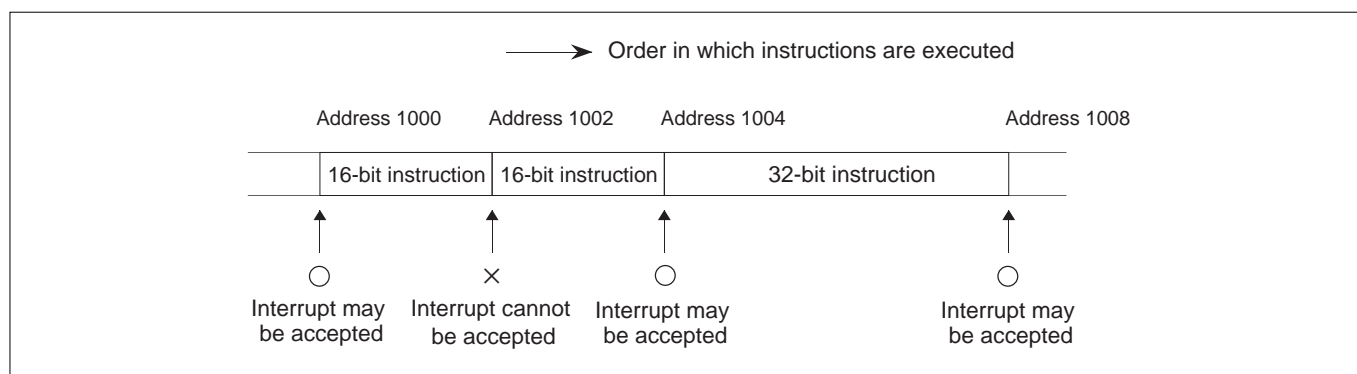 Order in which instructions are executed
Address 1000 Address 1002 Address 1004 Address 1008
16-bit instruction 16-bit instruction 32-bit instruction
Interrupt may be accepted
Interrupt cannot be accepted
Interrupt may be accepted
Interrupt may be accepted